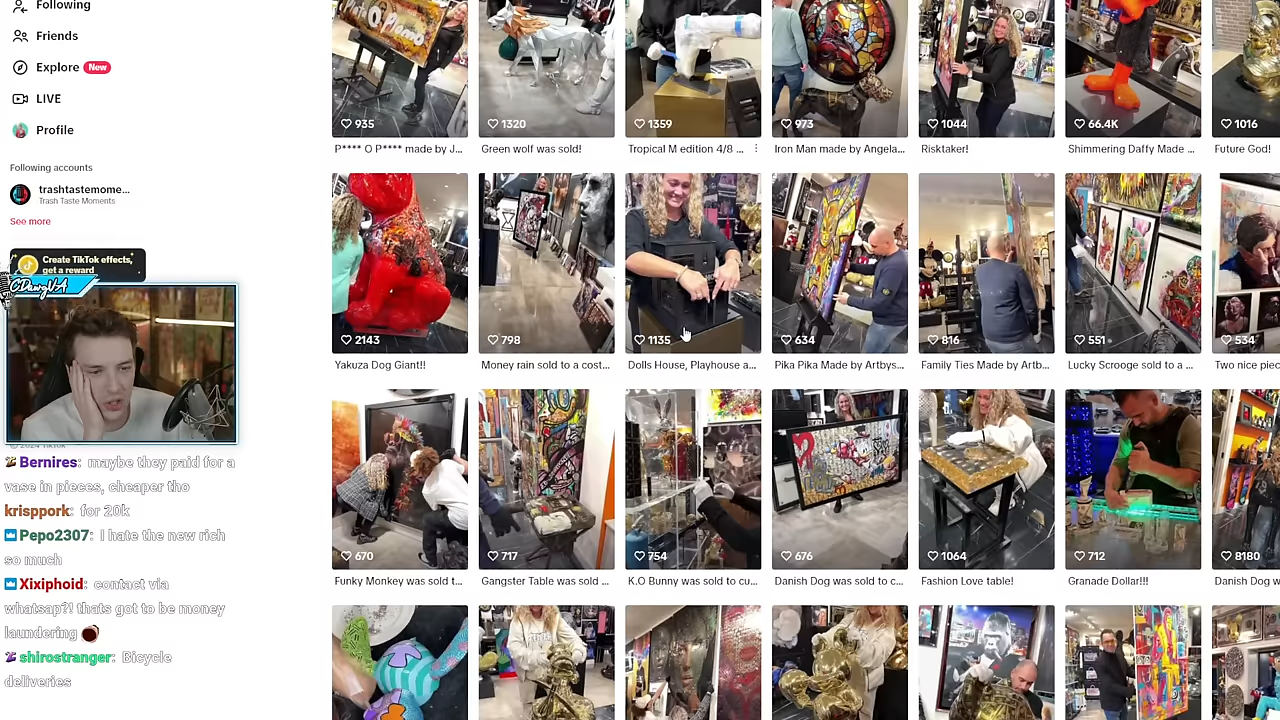 Following
Friends
Explore New
LIVE
Profile
Following accounts
trashtastemome...
Trash Taste Moments
See more
Create TikTok effects,
get a reward
CDawgVA
© 2024 TikTok
Bernires: maybe they paid for a
vase in pieces, cheaper tho
krisppork: for 20k
Pepo2307: I hate the new rich
so much
Xixiphoid: contact via
whatsap?! thats got to be money
laundering
shirostranger: Bicycle
deliveries
935
1320
1359
973
1044
66.4K
1016
P**** O P**** made by J...
Green wolf was sold!
Tropical M edition 4/8 ...
Iron Man made by Angela...
Risktaker!
Shimmering Daffy Made ...
Future God!
2143
798
1135
634
816
551
534
Yakuza Dog Giant!!
Money rain sold to a cost...
Dolls House, Playhouse a...
Pika Pika Made by Artbys...
Family Ties Made by Artb...
Lucky Scrooge sold to a ...
Two nice piec
670
717
754
676
1064
712
8180
Funky Monkey was sold t...
Gangster Table was sold ...
K.O Bunny was sold to cu...
Danish Dog was sold to c...
Fashion Love table!
Granade Dollar!!!
Danish Dog w